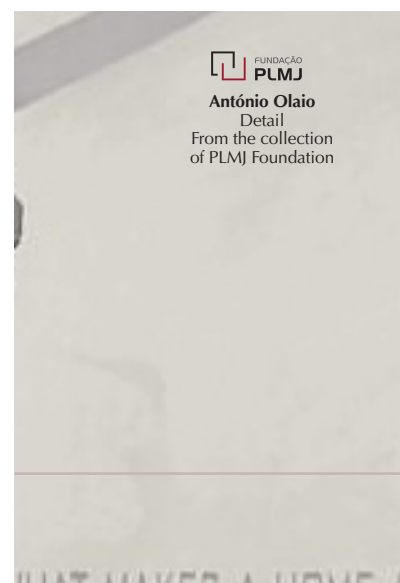 FUNDAÇÃO
PLMJ
António Olaio
Detail
From the collection
of PLMJ Foundation